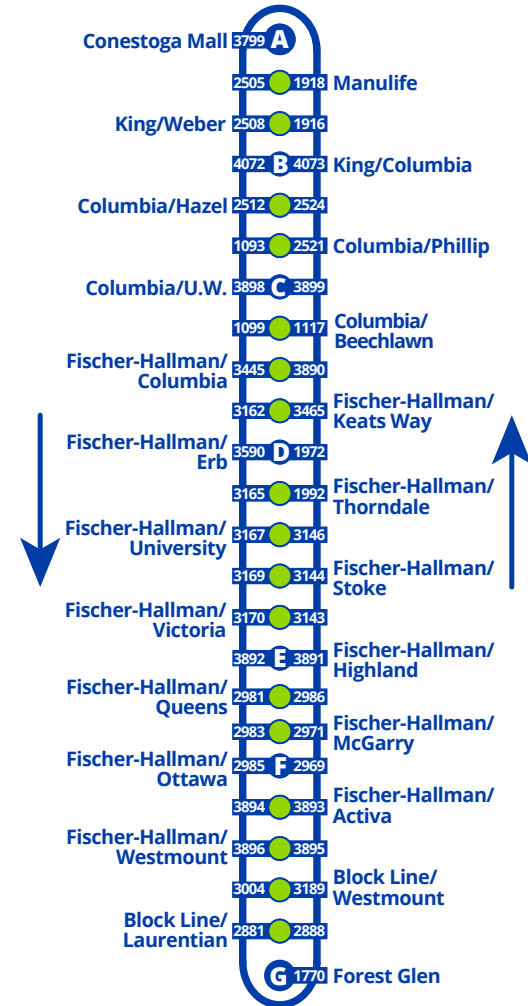 Conestoga Mall 3799 A
2505 1918 Manulife
King/Weber 2508 1916
4072 B 4073 King/Columbia
Columbia/Hazel 2512 2524
1093 2521 Columbia/Phillip
Columbia/U.W. 3898 C 3899
1099 1117 Columbia/
Beechlawn
Fischer-Hallman/
Columbia 3445 3890
3162 3465 Fischer-Hallman/
Keats Way
Fischer-Hallman/
Erb 3590 D 1972
3165 1992 Fischer-Hallman/
Thorndale
Fischer-Hallman/
University 3167 3146
3169 3144 Fischer-Hallman/
Stoke
Fischer-Hallman/
Victoria 3170 3143
3892 E 3891 Fischer-Hallman/
Highland
Fischer-Hallman/
Queens 2981 2986
2983 2971 Fischer-Hallman/
McGarry
Fischer-Hallman/
Ottawa 2985 F 2969
3894 3893 Fischer-Hallman/
Activa
Fischer-Hallman/
Westmount 3896 3895
3004 3189 Block Line/
Westmount
Block Line/
Laurentian 2881 2888
G 1770 Forest Glen